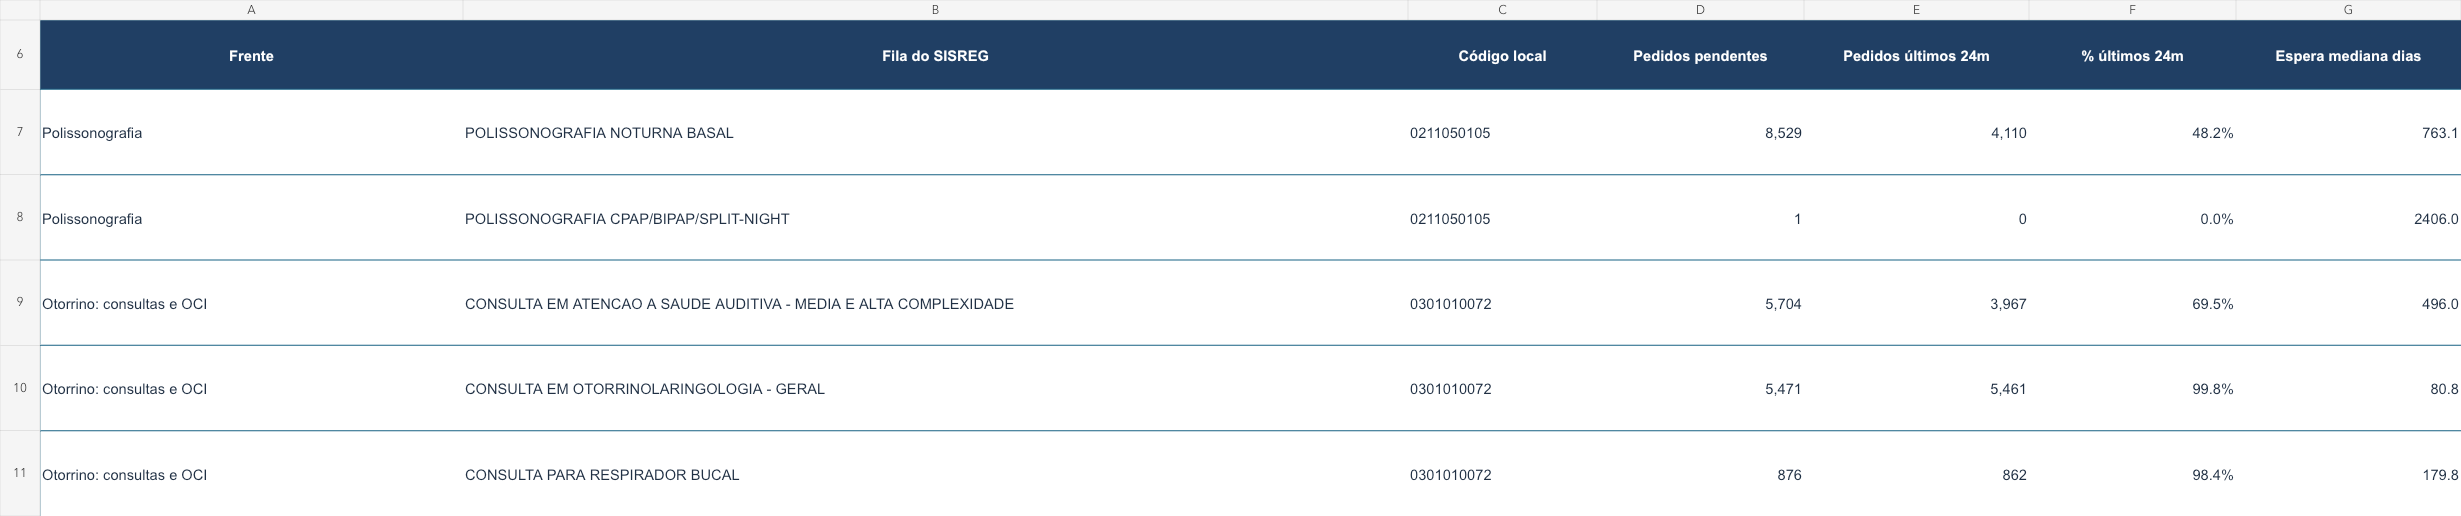 A B C D E F G
6 Frente Fila do SISREG Código local Pedidos pendentes Pedidos últimos 24m % últimos 24m Espera mediana dias
7 Polissonografia POLISSONOGRAFIA NOTURNA BASAL 0211050105 8,529 4,110 48.2% 763.1
8 Polissonografia POLISSONOGRAFIA CPAP/BIPAP/SPLIT-NIGHT 0211050105 1 0 0.0% 2406.0
9 Otorrino: consultas e OCI CONSULTA EM ATENCAO A SAUDE AUDITIVA - MEDIA E ALTA COMPLEXIDADE 0301010072 5,704 3,967 69.5% 496.0
10 Otorrino: consultas e OCI CONSULTA EM OTORRINOLARINGOLOGIA - GERAL 0301010072 5,471 5,461 99.8% 80.8
11 Otorrino: consultas e OCI CONSULTA PARA RESPIRADOR BUCAL 0301010072 876 862 98.4% 179.8